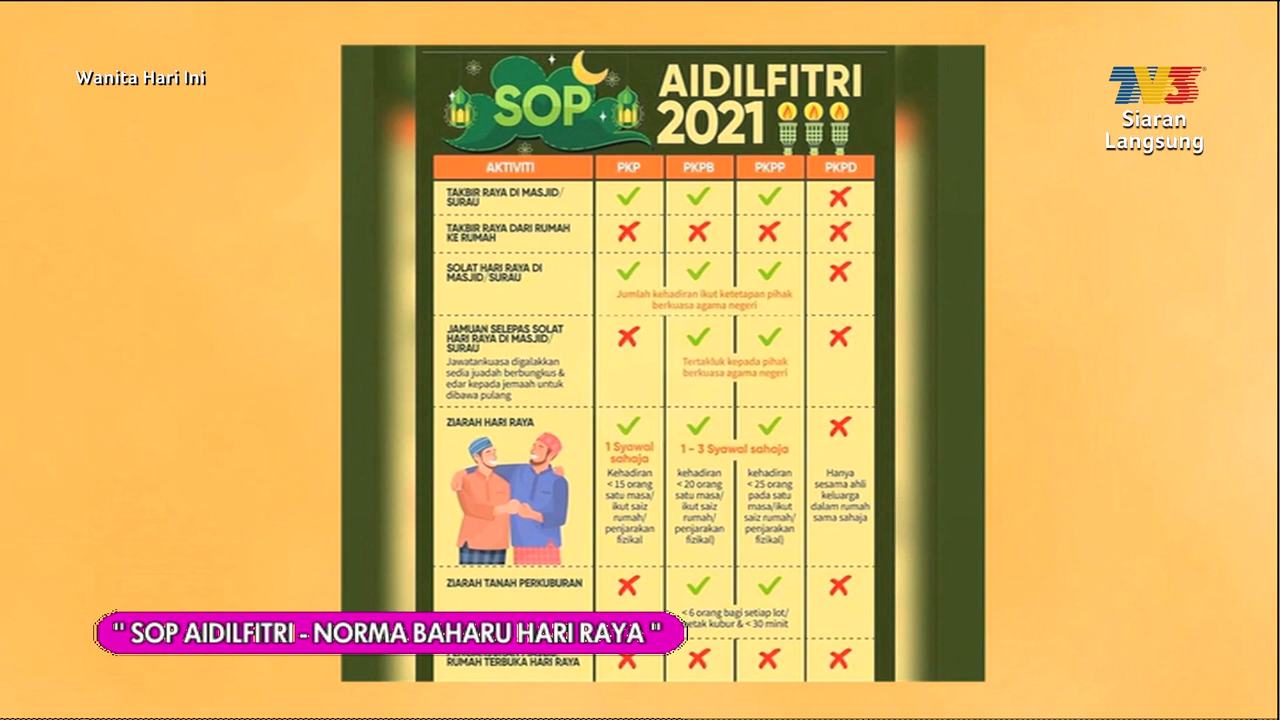 Wanita Hari Ini
TV3
Siaran
Langsung
SOP
AIDILFITRI
2021
AKTIVITI PKP PKPB PKPP PKPD
TAKBIR RAYA DI MASJID/
SURAU
TAKBIR RAYA DARI RUMAH
KE RUMAH
SOLAT HARI RAYA DI
MASJID/SURAU
Jumlah kehadiran ikut ketetapan pihak
berkuasa agama negeri
JAMUAN SELEPAS SOLAT
HARI RAYA DI MASJID/
SURAU
Jawatankuasa digalakkan
sedia juadah berbungkus &
edar kepada jemaah untuk
dibawa pulang
Tertakluk kepada pihak
berkuasa agama negeri
ZIARAH HARI RAYA
1 Syawal
sahaja
Kehadiran
< 15 orang
satu masa/
ikut saiz
rumah/
penjarakan
fizikal
1 - 3 Syawal sahaja
kehadiran
< 20 orang
satu masa/
ikut saiz
rumah/
penjarakan
fizikal)
kehadiran
< 25 orang
pada satu
masa/ikut
saiz rumah/
penjarakan
fizikal)
Hanya
sesama ahli
keluarga
dalam rumah
sama sahaja
ZIARAH TANAH PERKUBURAN
< 6 orang bagi setiap lot/
kubur & < 30 minit
" SOP AIDILFITRI - NORMA BAHARU HARI RAYA "
RUMAH TERBUKA HARI RAYA